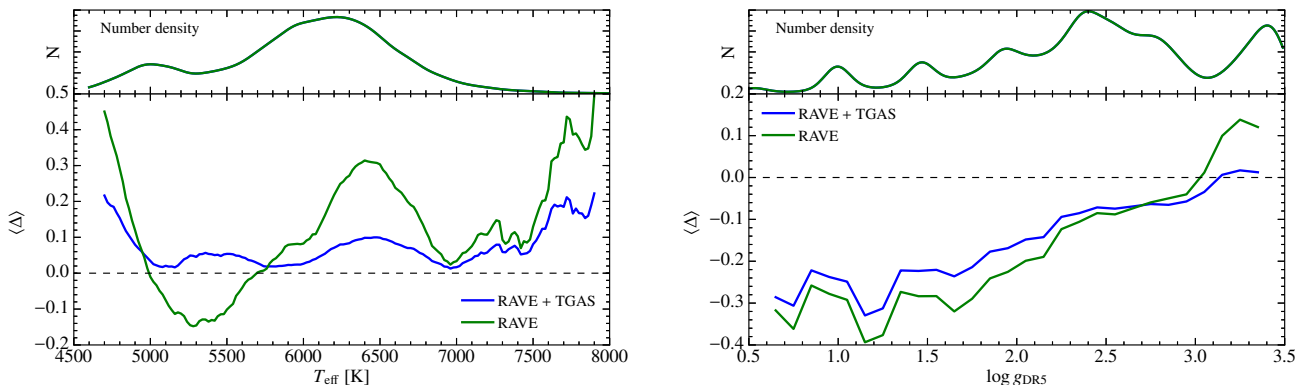 N
Number density
0.5
0.4
0.3
0.2
0.1
0.0
−0.1
−0.2
⟨Δ⟩
RAVE + TGAS
RAVE
4500 5000 5500 6000 6500 7000 7500 8000
T_eff [K]
N
Number density
0.2
0.1
0.0
−0.1
−0.2
−0.3
−0.4
⟨Δ⟩
RAVE + TGAS
RAVE
0.5 1.0 1.5 2.0 2.5 3.0 3.5
log g_DR5